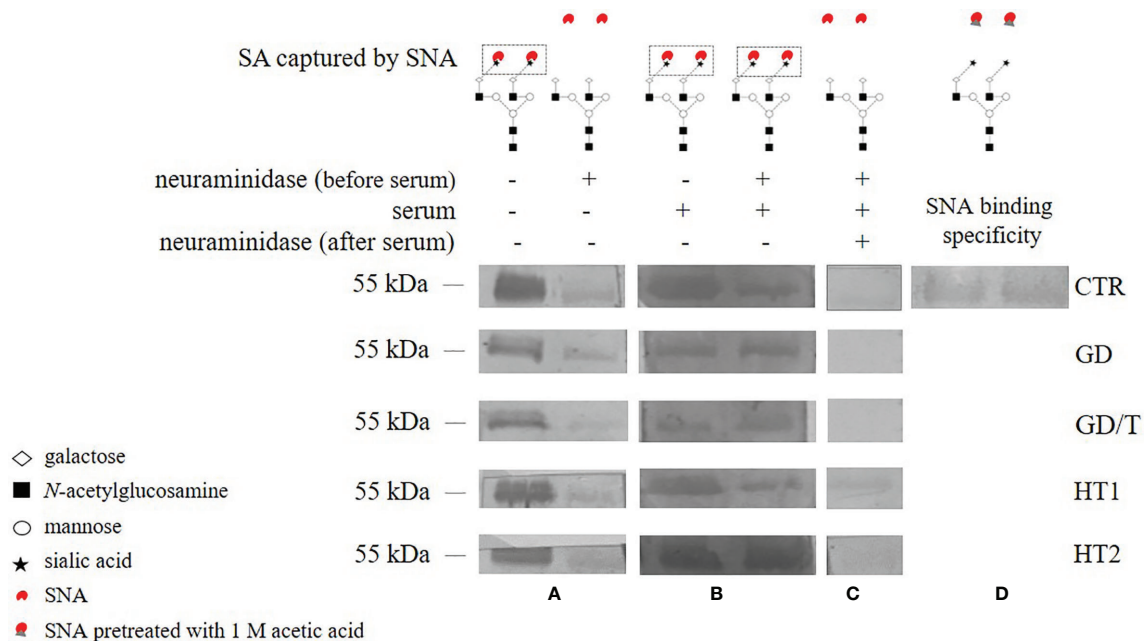 SA captured by SNA
neuraminidase (before serum) - + - + +
serum - - + + +
neuraminidase (after serum) - - - - +
SNA binding
specificity
55 kDa — CTR
55 kDa — GD
55 kDa — GD/T
55 kDa — HT1
55 kDa — HT2
A B C D
galactose
N-acetylglucosamine
mannose
sialic acid
SNA
SNA pretreated with 1 M acetic acid